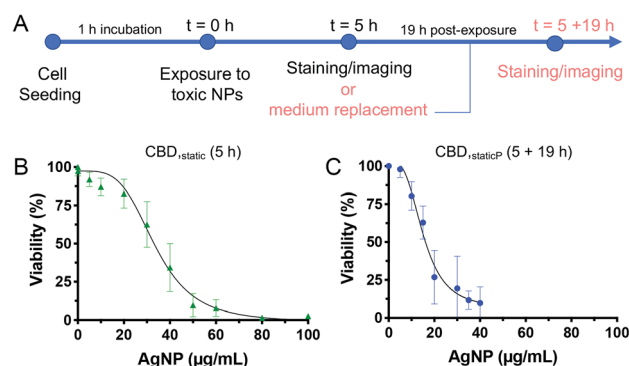 A
1 h incubation
t = 0 h
t = 5 h
19 h post-exposure
t = 5 +19 h
Cell
Seeding
Exposure to
toxic NPs
Staining/imaging
or
medium replacement
Staining/imaging
B
CBD,static (5 h)
Viability (%)
100
75
50
25
0
0 20 40 60 80 100
AgNP (µg/mL)
C
CBD,staticP (5 + 19 h)
Viability (%)
100
75
50
25
0
0 20 40 60 80 100
AgNP (µg/mL)